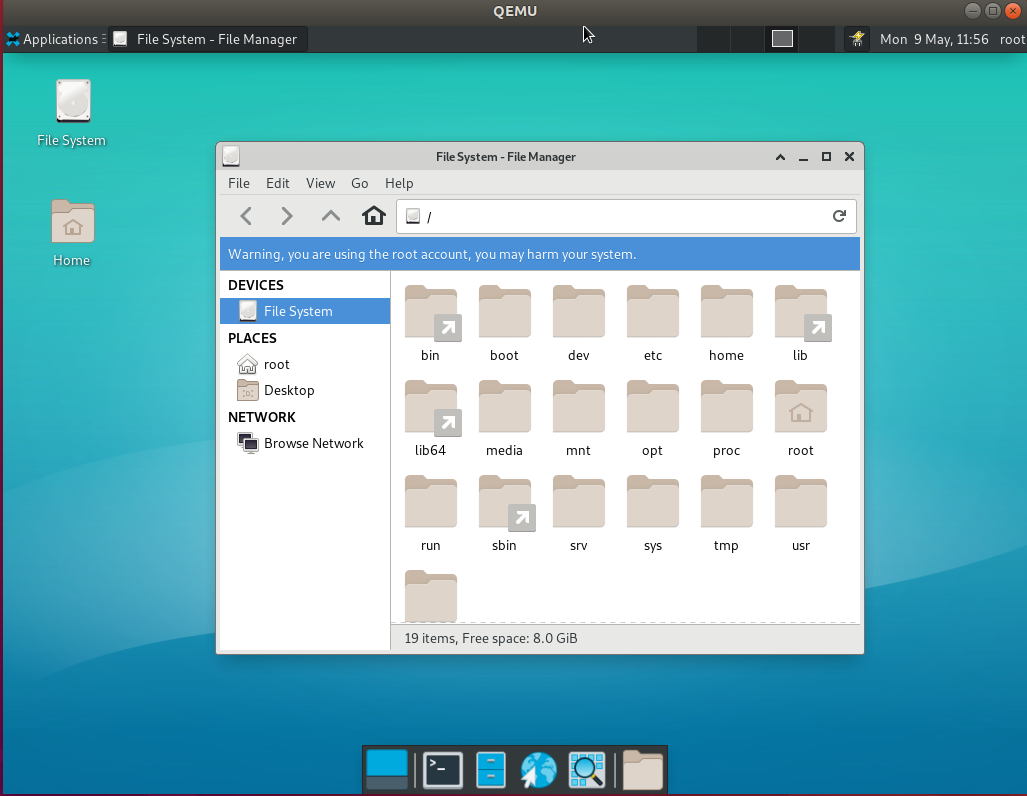 QEMU
Applications
File System - File Manager
Mon 9 May, 11:56
root
File System
Home
File System - File Manager
File Edit View Go Help
/
Warning, you are using the root account, you may harm your system.
DEVICES
File System
PLACES
root
Desktop
NETWORK
Browse Network
bin boot dev etc home lib
lib64 media mnt opt proc root
run sbin srv sys tmp usr
19 items, Free space: 8.0 GiB